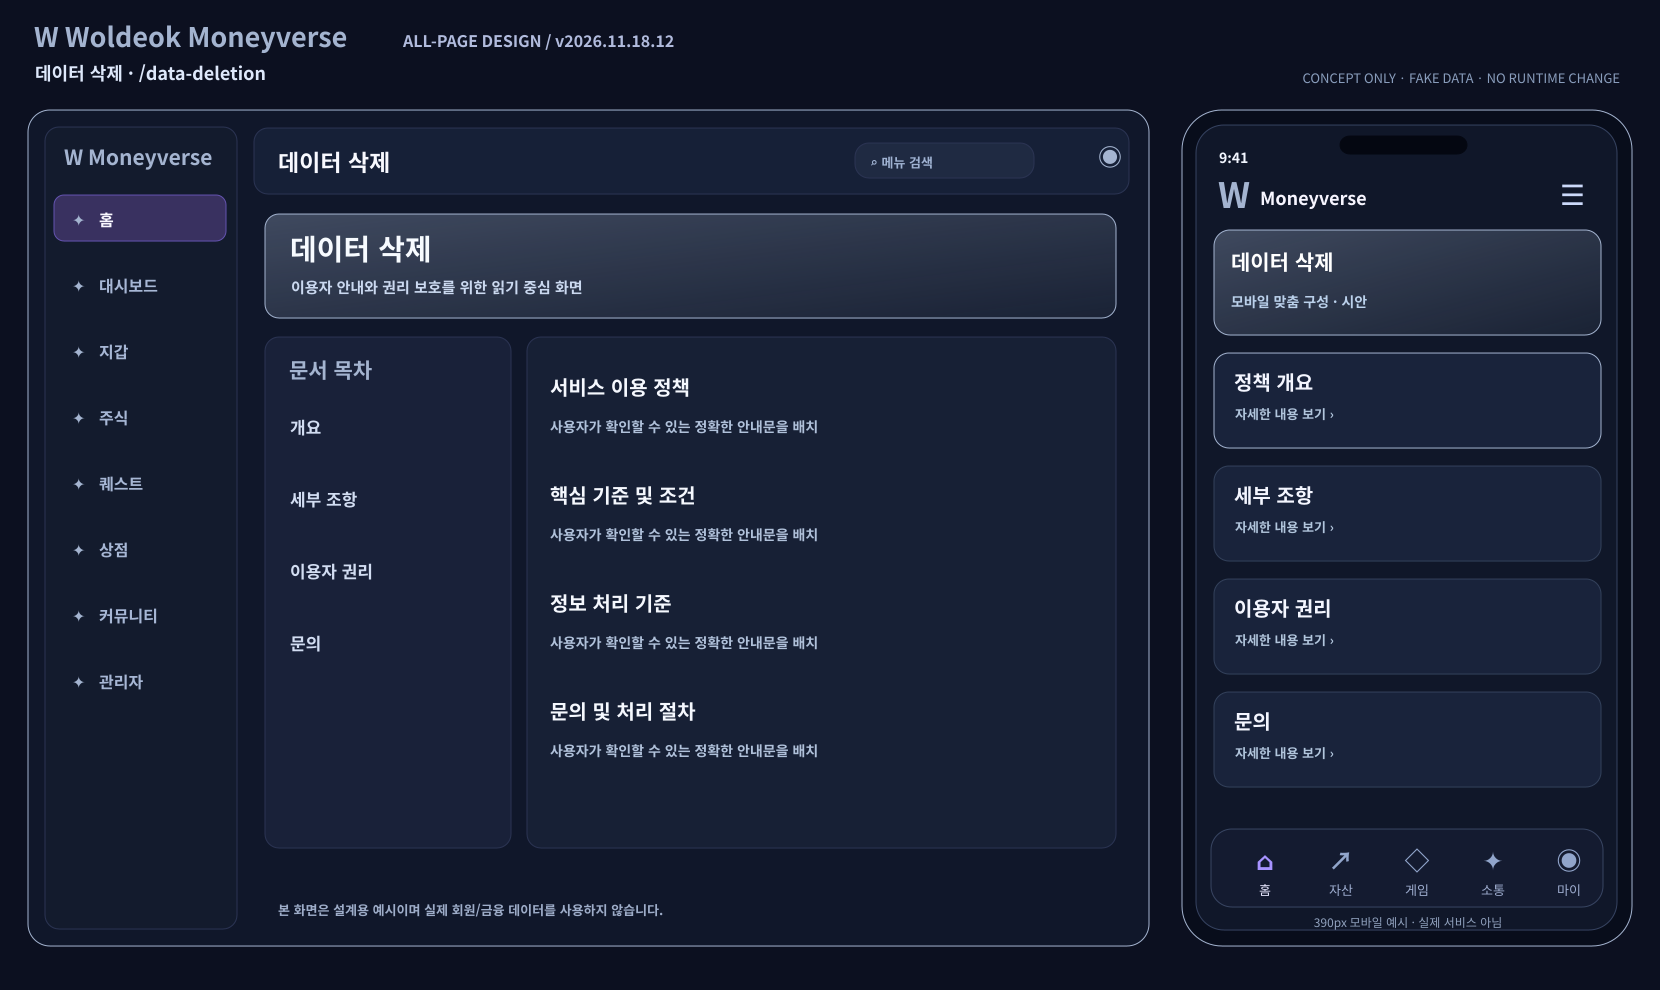 W Woldeok Moneyverse
ALL-PAGE DESIGN / v2026.11.18.12
데이터 삭제 · /data-deletion
CONCEPT ONLY · FAKE DATA · NO RUNTIME CHANGE
W Moneyverse
✦ 홈
✦ 대시보드
✦ 지갑
✦ 주식
✦ 퀘스트
✦ 상점
✦ 커뮤니티
✦ 관리자
데이터 삭제
⌕ 메뉴 검색
데이터 삭제
이용자 안내와 권리 보호를 위한 읽기 중심 화면
문서 목차
개요
세부 조항
이용자 권리
문의
서비스 이용 정책
사용자가 확인할 수 있는 정확한 안내문을 배치
핵심 기준 및 조건
사용자가 확인할 수 있는 정확한 안내문을 배치
정보 처리 기준
사용자가 확인할 수 있는 정확한 안내문을 배치
문의 및 처리 절차
사용자가 확인할 수 있는 정확한 안내문을 배치
본 화면은 설계용 예시이며 실제 회원/금융 데이터를 사용하지 않습니다.
9:41
W Moneyverse
데이터 삭제
모바일 맞춤 구성 · 시안
정책 개요
자세한 내용 보기 ›
세부 조항
자세한 내용 보기 ›
이용자 권리
자세한 내용 보기 ›
문의
자세한 내용 보기 ›
홈
자산
게임
소통
마이
390px 모바일 예시 · 실제 서비스 아님